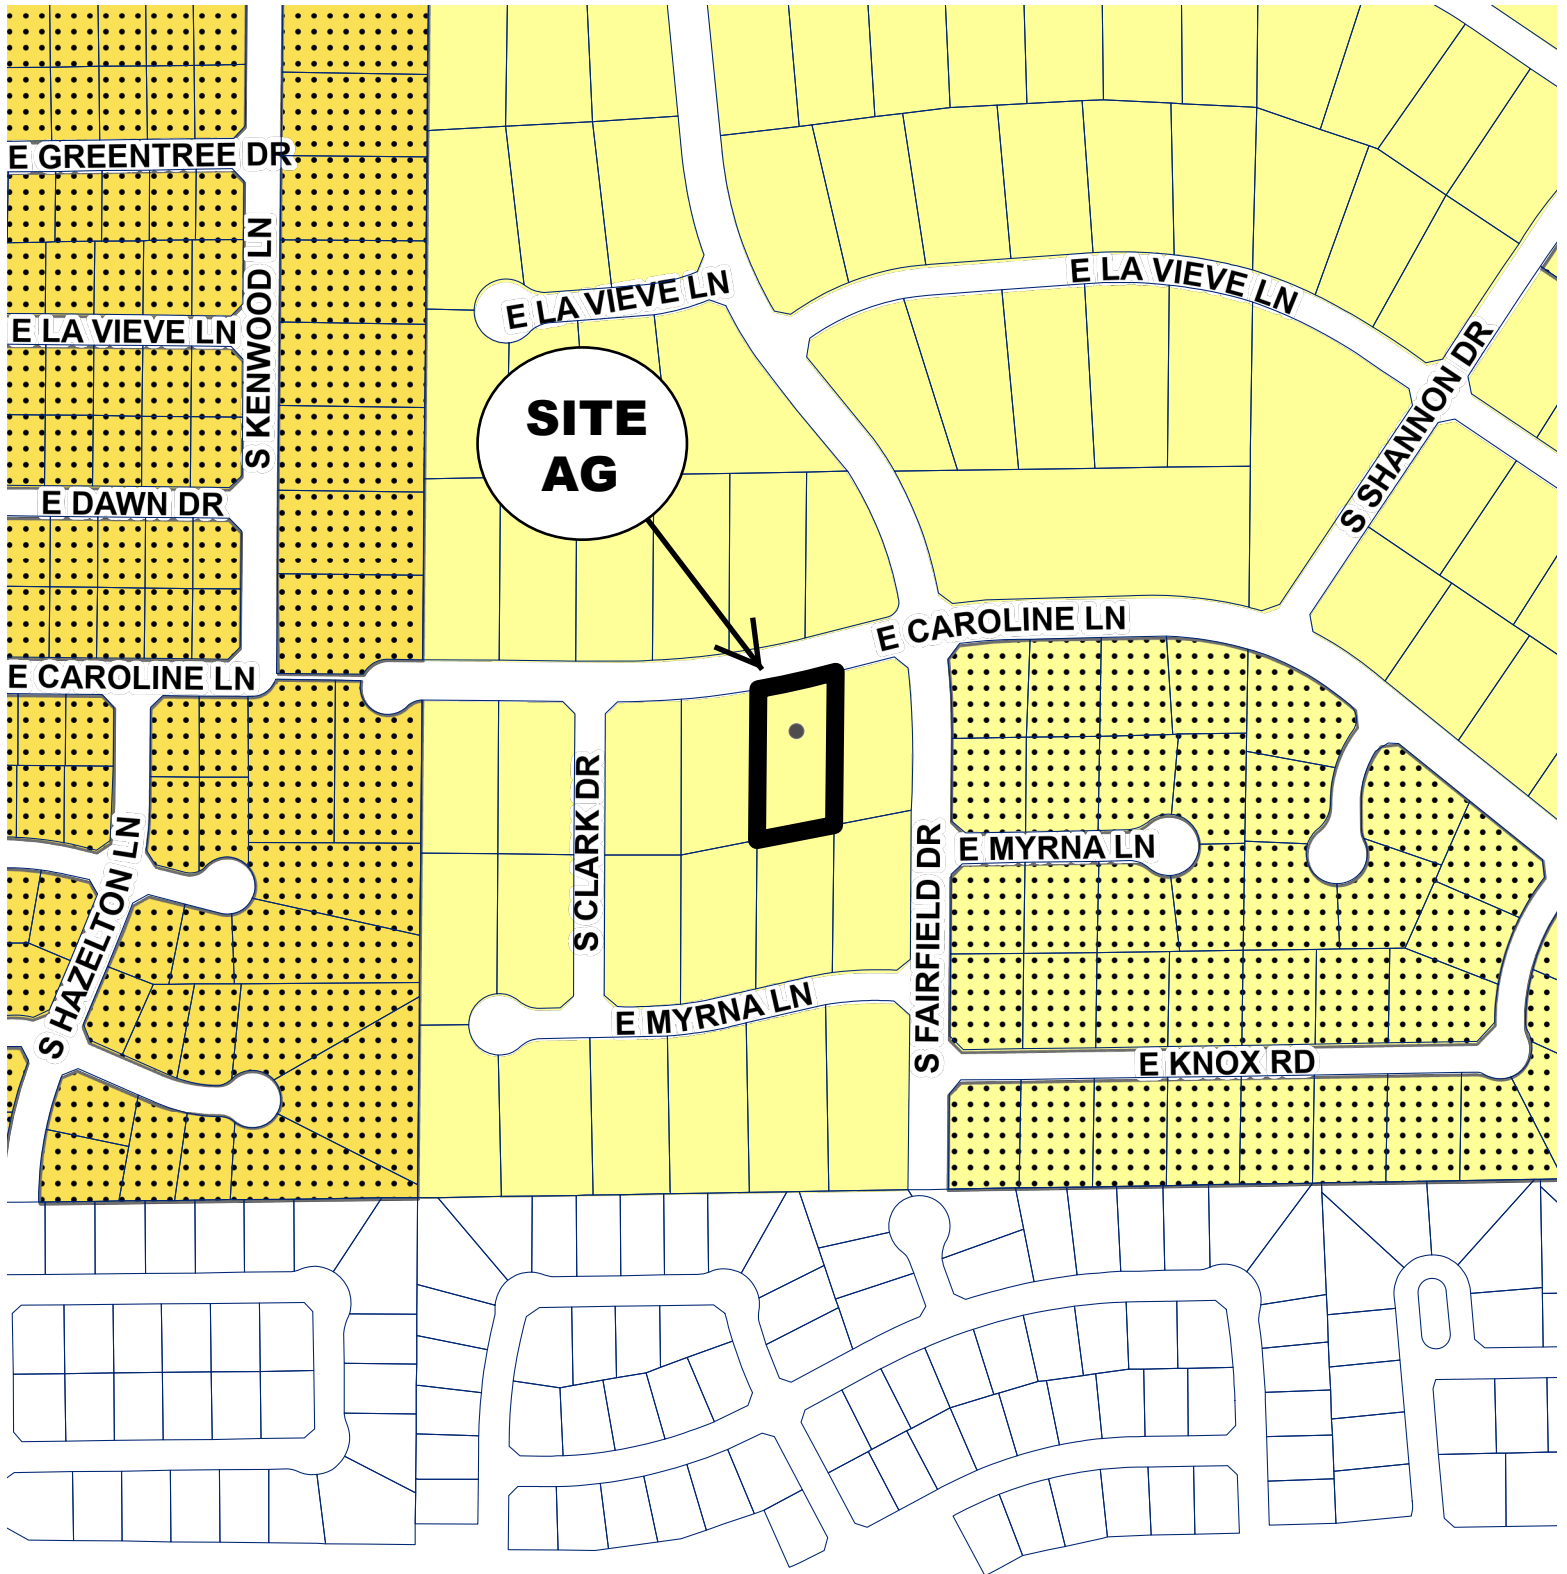 E GREENTREE DR
S KENWOOD LN
E LA VIEVE LN
E LA VIEVE LN
E LA VIEVE LN
S SHANNON DR
SITE
AG
E DAWN DR
E CAROLINE LN
E CAROLINE LN
S CLARK DR
S HAZELTON LN
E MYRNA LN
S FAIRFIELD DR
E MYRNA LN
E KNOX RD